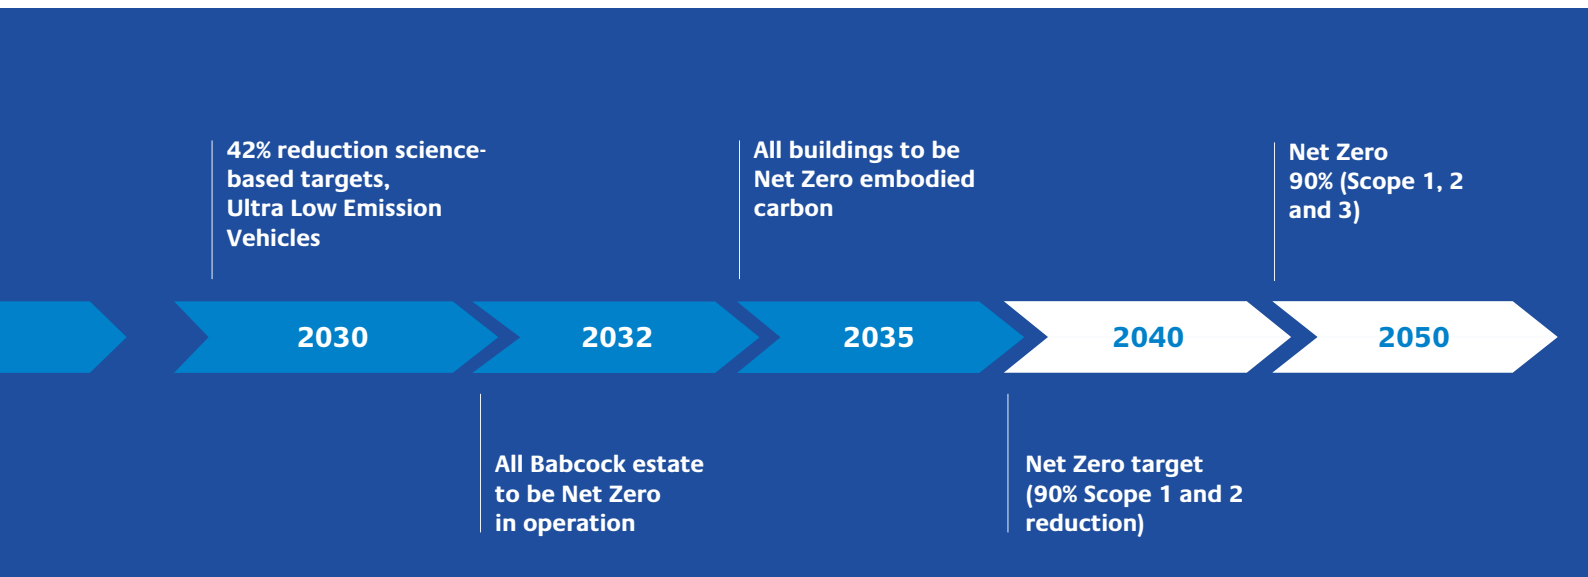 42% reduction science-
based targets,
Ultra Low Emission
Vehicles
All buildings to be
Net Zero embodied
carbon
Net Zero
90% (Scope 1, 2
and 3)
2030
2032
2035
2040
2050
All Babcock estate
to be Net Zero
in operation
Net Zero target
(90% Scope 1 and 2
reduction)